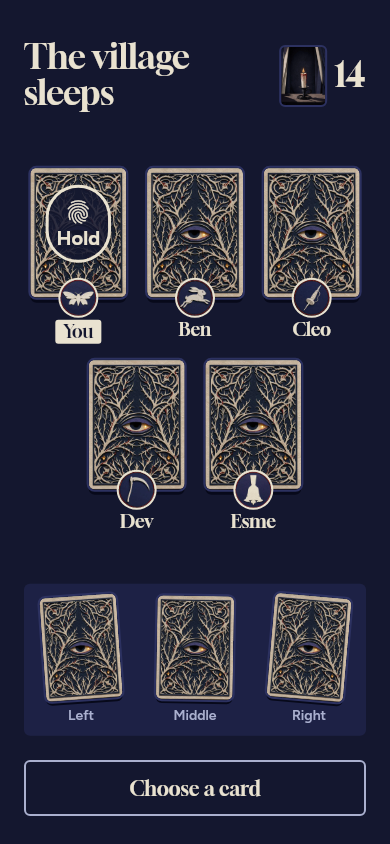 The village
sleeps
14
Hold
You
Ben
Cleo
Dev
Esme
Left
Middle
Right
Choose a card